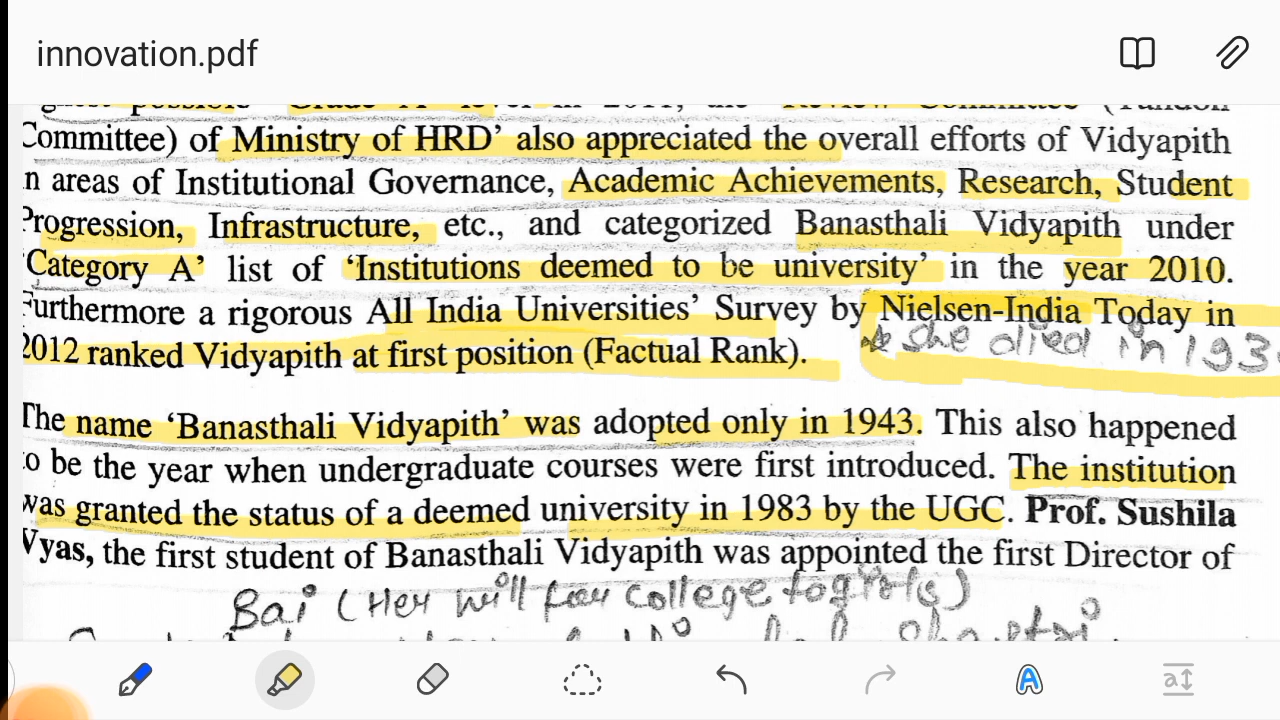 innovation.pdf
Committee) of Ministry of HRD' also appreciated the overall efforts of Vidyapith
n areas of Institutional Governance, Academic Achievements, Research, Student
Progression, Infrastructure, etc., and categorized Banasthali Vidyapith under
'Category A' list of 'Institutions deemed to be university' in the year 2010.
Furthermore a rigorous All India Universities' Survey by Nielsen-India Today in
2012 ranked Vidyapith at first position (Factual Rank).
she died in 193
The name 'Banasthali Vidyapith' was adopted only in 1943. This also happened
to be the year when undergraduate courses were first introduced. The institution
was granted the status of a deemed university in 1983 by the UGC. Prof. Sushila
Vyas, the first student of Banasthali Vidyapith was appointed the first Director of
Bai (Her will for college to girls)
A a